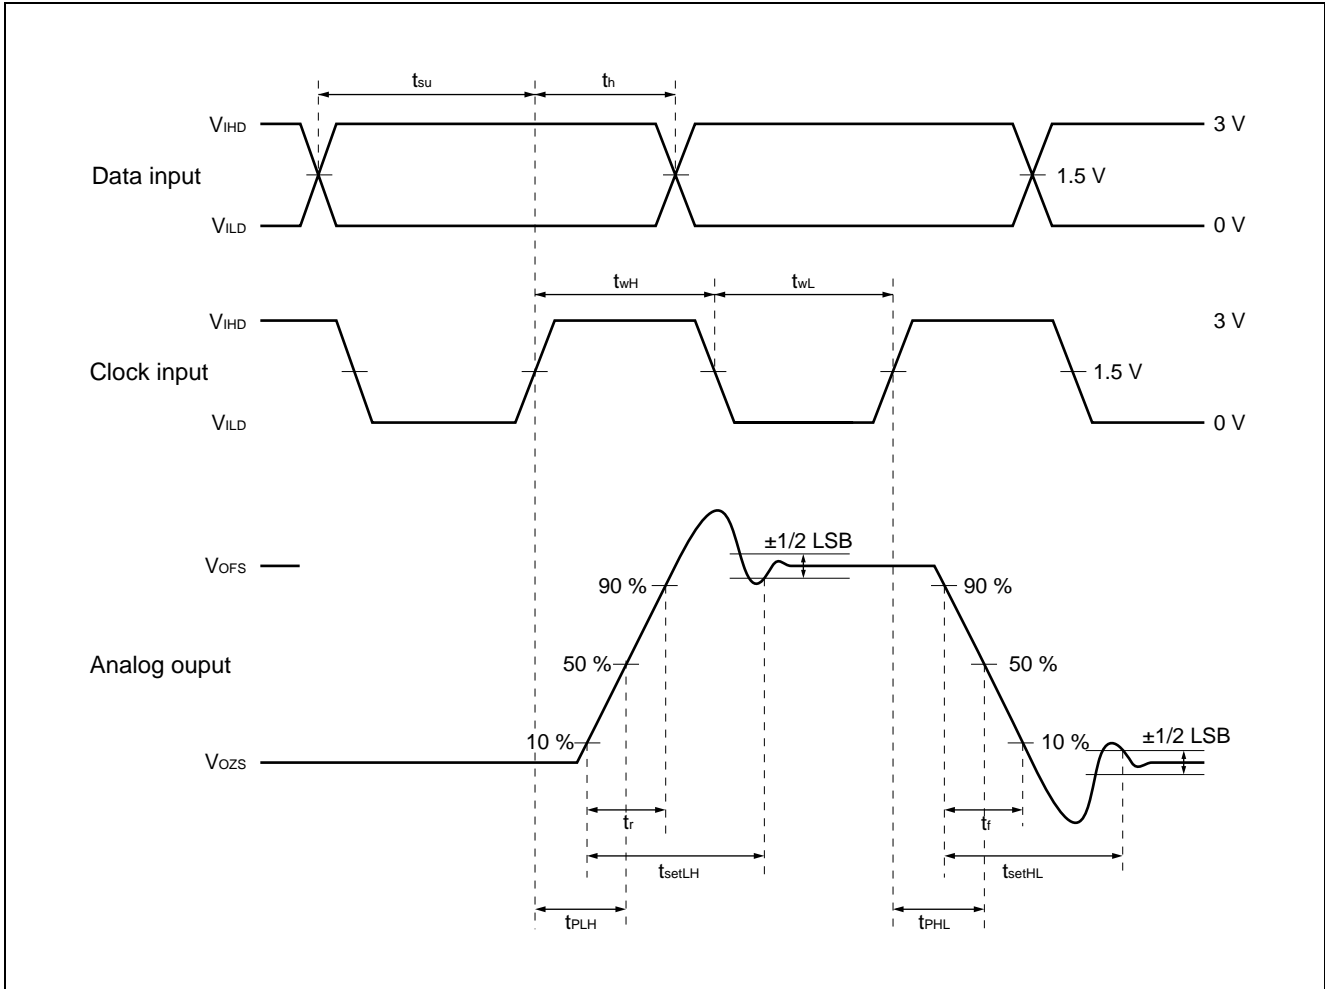 tsu
th
VIHD
3 V
Data input
1.5 V
VILD
0 V
twH
twL
VIHD
3 V
Clock input
1.5 V
VILD
0 V
±1/2 LSB
VOFS
90 %
90 %
50 %
50 %
Analog ouput
10 %
10 %
±1/2 LSB
VOZS
tr
tf
tsetLH
tsetHL
tPLH
tPHL